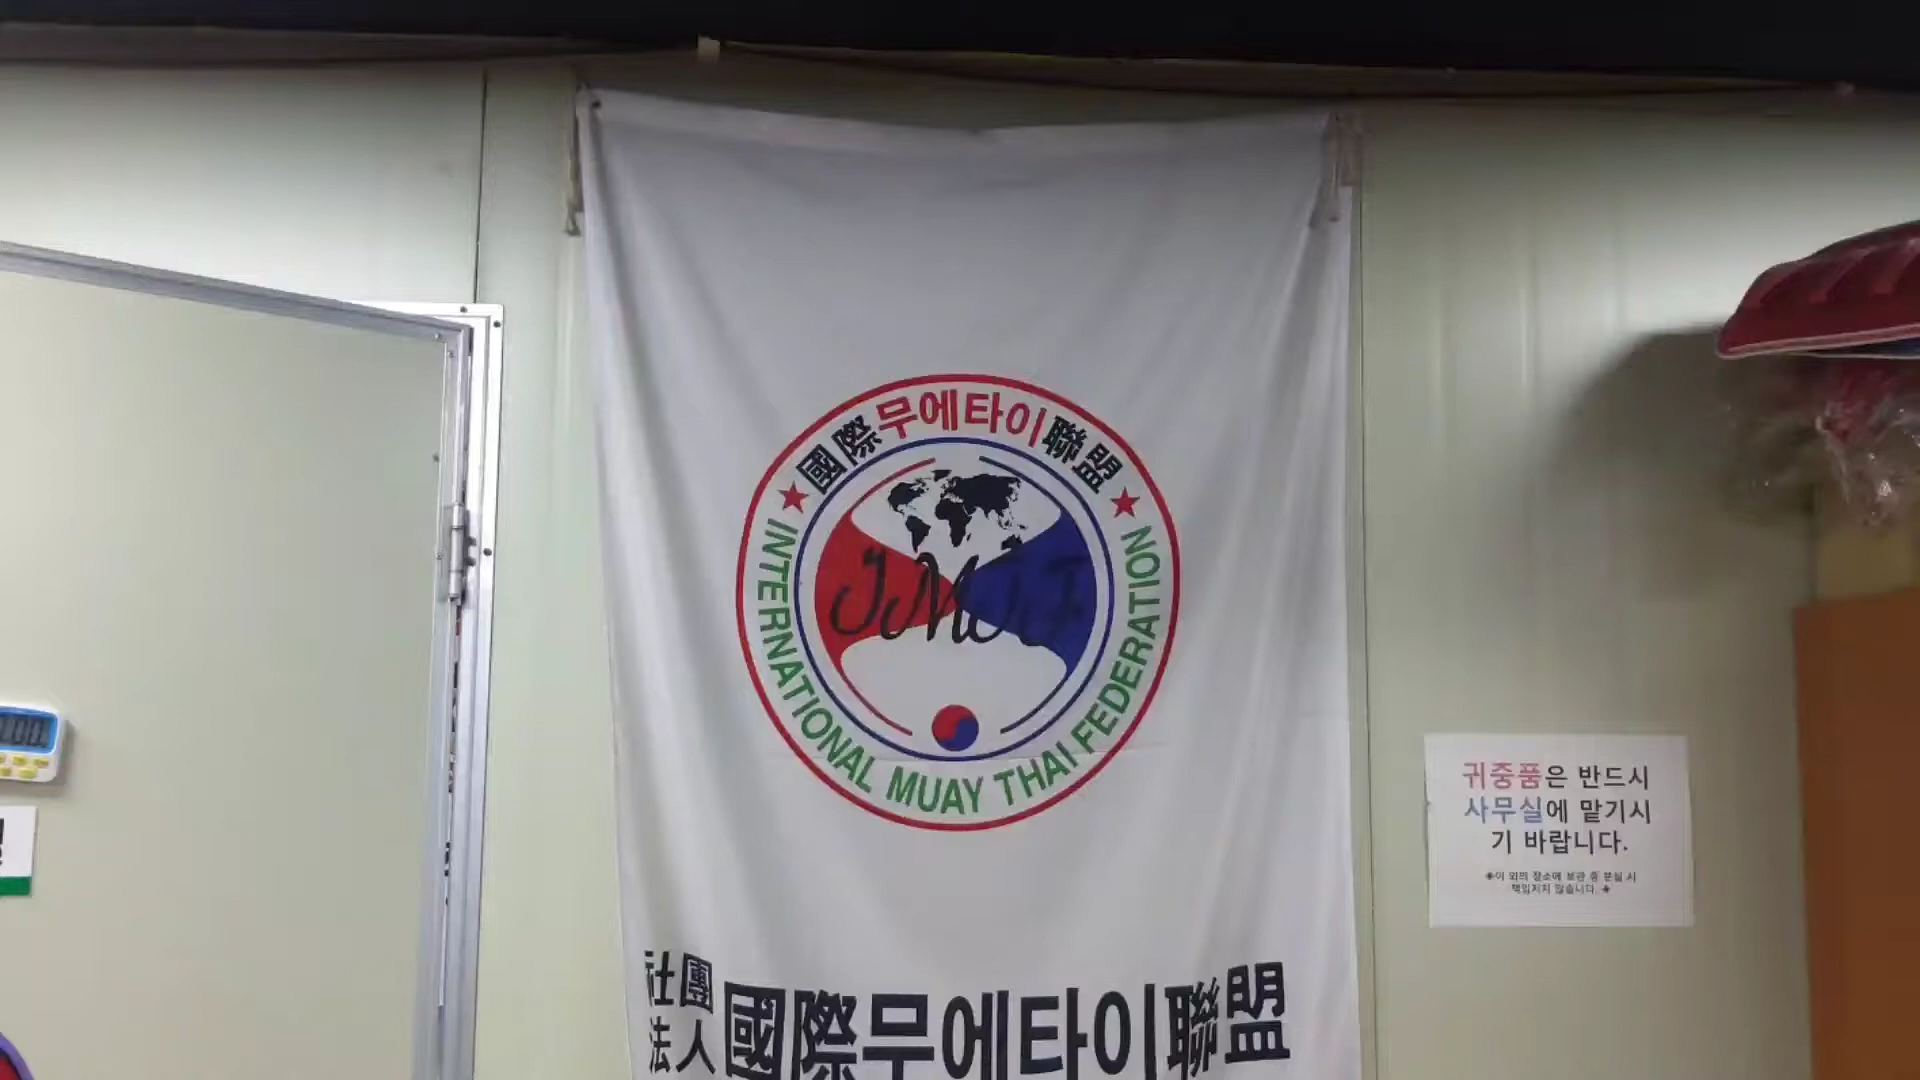 國際무에타이聯盟
INTERNATIONAL MUAY THAI FEDERATION
IMTF
社團
法人
國際무에타이聯盟
귀중품은 반드시
사무실에 맡기시
기 바랍니다.
◈이 외의 장소에 보관 중 분실 시
책임지지 않습니다. ◈